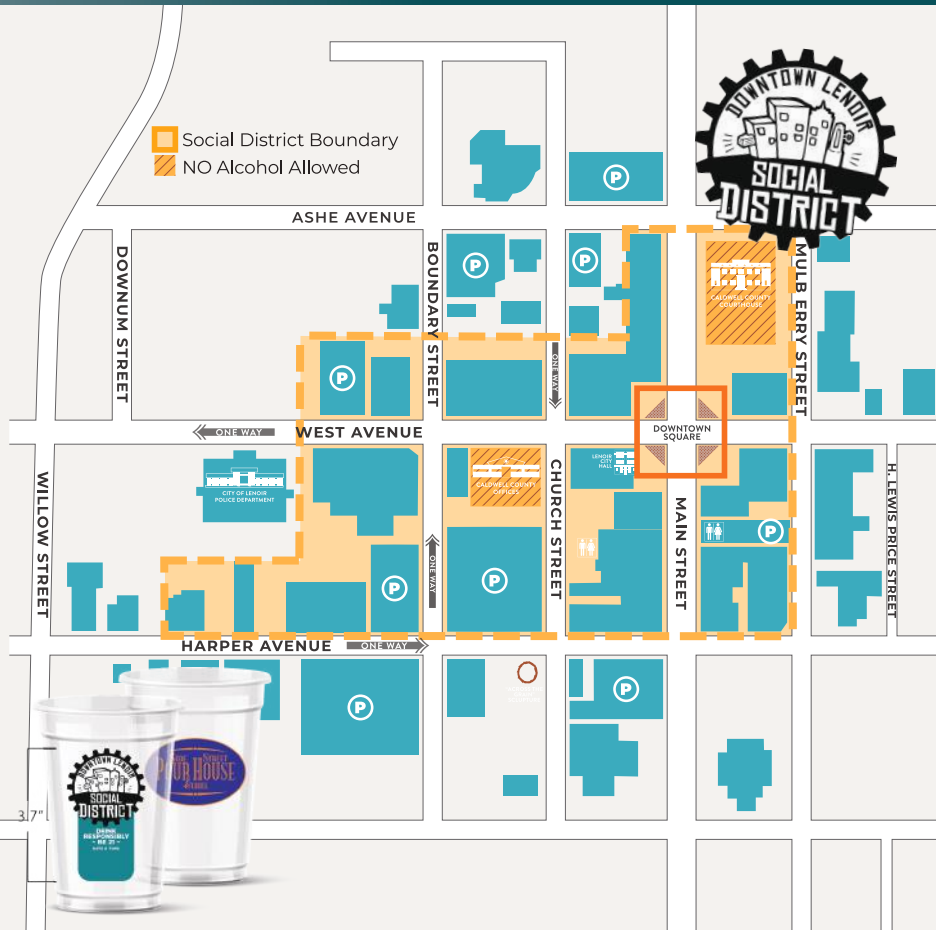 DOWNTOWN LENOIR
SOCIAL
DISTRICT
Social District Boundary
NO Alcohol Allowed
ASHE AVENUE
P
P
P
DOWNUM STREET
BOUNDARY STREET
MULB ERRY STREET
CALDWELL COUNTY
COURTHOUSE
P
ONE WAY
ONE WAY
WEST AVENUE
DOWNTOWN
SQUARE
LENOIR
CITY
HALL
CITY OF LENOIR
POLICE DEPARTMENT
CALDWELL COUNTY
OFFICES
WILLOW STREET
CHURCH STREET
MAIN STREET
H. LEWIS PRICE STREET
P
ONE WAY
P
P
HARPER AVENUE
ONE WAY
P
P
3.7"
DOWNTOWN LENOIR
SOCIAL
DISTRICT
DRINK
RESPONSIBLY
- BE 21 -
POUR HOUSE